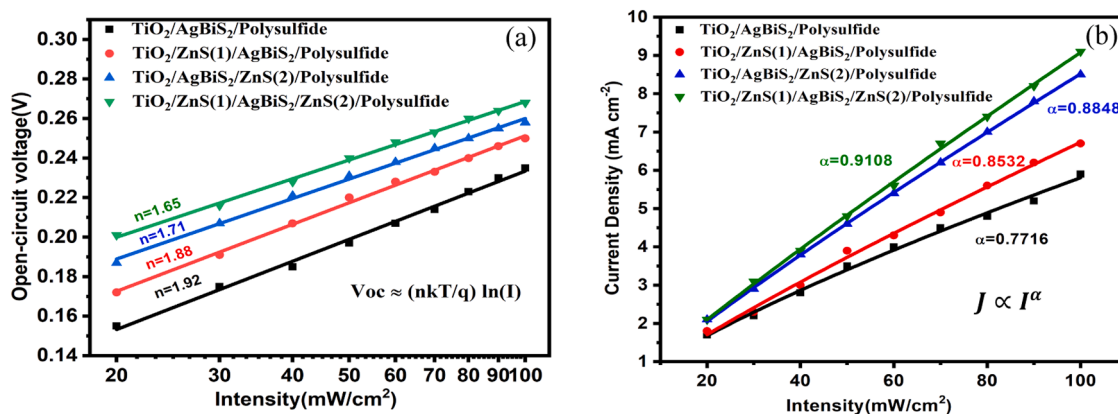 (a)
TiO₂/AgBiS₂/Polysulfide
TiO₂/ZnS(1)/AgBiS₂/Polysulfide
TiO₂/AgBiS₂/ZnS(2)/Polysulfide
TiO₂/ZnS(1)/AgBiS₂/ZnS(2)/Polysulfide
Open-circuit voltage(V)
0.30
0.28
0.26
0.24
0.22
0.20
0.18
0.16
0.14
n=1.65
n=1.71
n=1.88
n=1.92
Voc ≈ (nkT/q) ln(I)
20 30 40 50 60 70 80 90 100
Intensity(mW/cm²)
(b)
TiO₂/AgBiS₂/Polysulfide
TiO₂/ZnS(1)/AgBiS₂/Polysulfide
TiO₂/AgBiS₂/ZnS(2)/Polysulfide
TiO₂/ZnS(1)/AgBiS₂/ZnS(2)/Polysulfide
Current Density (mA cm⁻²)
9
8
7
6
5
4
3
2
1
α=0.9108
α=0.8848
α=0.8532
α=0.7716
J ∝ I^α
20 40 60 80 100
Intensity(mW/cm²)